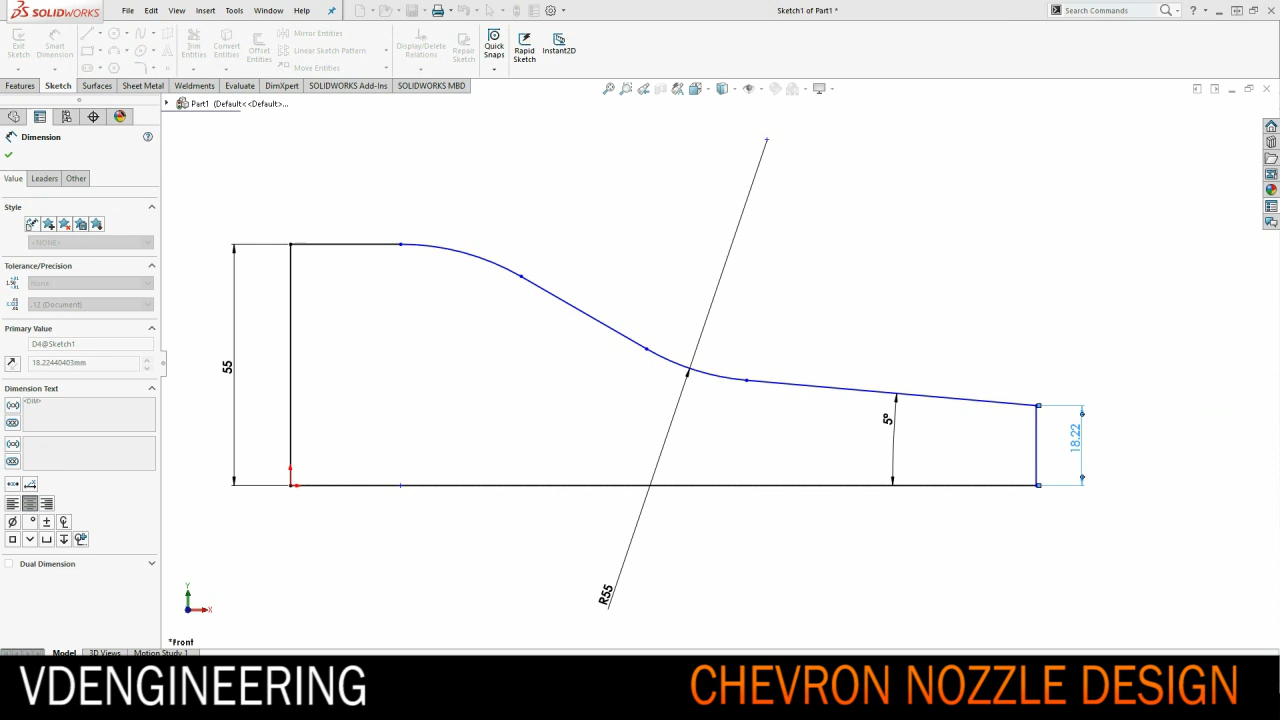 SOLIDWORKS
File
Edit
View
Insert
Tools
Window
Help
Sketch1 of Part1 *
Search Commands
Exit Sketch
Smart Dimension
Trim Entities
Convert Entities
Offset Entities
Mirror Entities
Linear Sketch Pattern
Move Entities
Display/Delete Relations
Repair Sketch
Quick Snaps
Rapid Sketch
Instant2D
Features
Sketch
Surfaces
Sheet Metal
Weldments
Evaluate
DimXpert
SOLIDWORKS Add-Ins
SOLIDWORKS MBD
Part1 (Default<<Default>...
Dimension
Value
Leaders
Other
Style
<NONE>
Tolerance/Precision
None
.12 (Document)
Primary Value
D4@Sketch1
18.22440403mm
Dimension Text
<DIM>
Dual Dimension
55
5°
18.22
R55
Y
X
*Front
Model
3D Views
Motion Study 1
VDENGINEERING
CHEVRON NOZZLE DESIGN